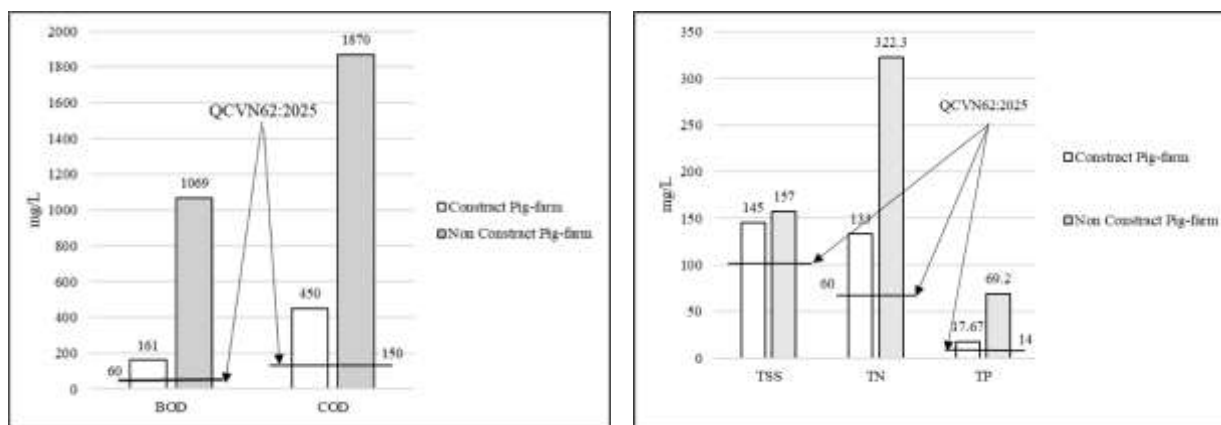 2000
1800
1600
1400
1200
1000
800
600
400
200
0
mg/L
1870
QCVN62:2025
1069
450
161
60
150
BOD
COD
Constract Pig-farm
Non Constract Pig-farm
350
300
250
200
150
100
50
0
mg/L
322.3
QCVN62:2025
145
157
133
60
69.2
17.67
14
TSS
TN
TP
Constract Pig-farm
Non Constract Pig-farm